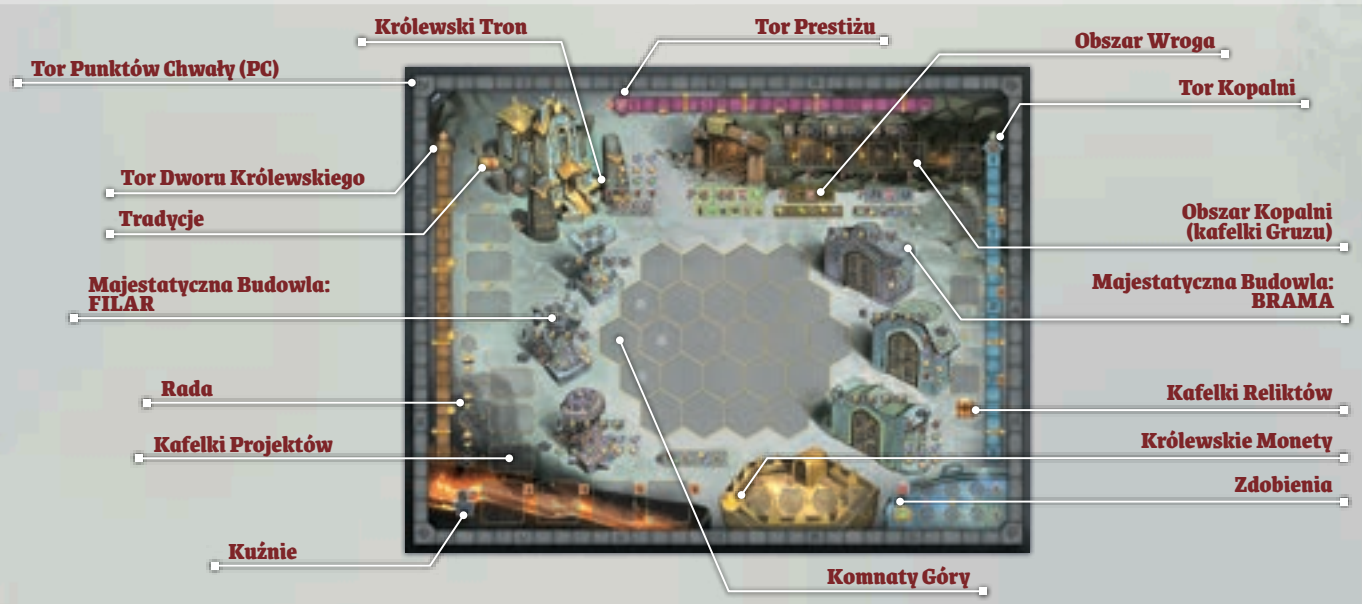 Królewski Tron
Tor Prestiżu
Obszar Wroga
Tor Punktów Chwały (PC)
Tor Kopalni
Tor Dworu Królewskiego
Tradycje
Obszar Kopalni
(kafelki Gruzu)
Majestatyczna Budowla:
FILAR
Majestatyczna Budowla:
BRAMA
Rada
Kafelki Reliktów
Kafelki Projektów
Królewskie Monety
Zdobienia
Kuźnie
Komnaty Góry